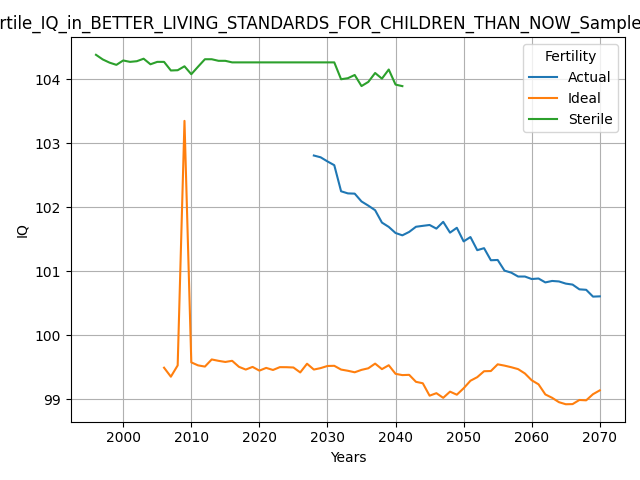 rtile_IQ_in_BETTER_LIVING_STANDARDS_FOR_CHILDREN_THAN_NOW_Sample
Fertility
Actual
Ideal
Sterile
104
103
102
101
100
99
IQ
2000 2010 2020 2030 2040 2050 2060 2070
Years